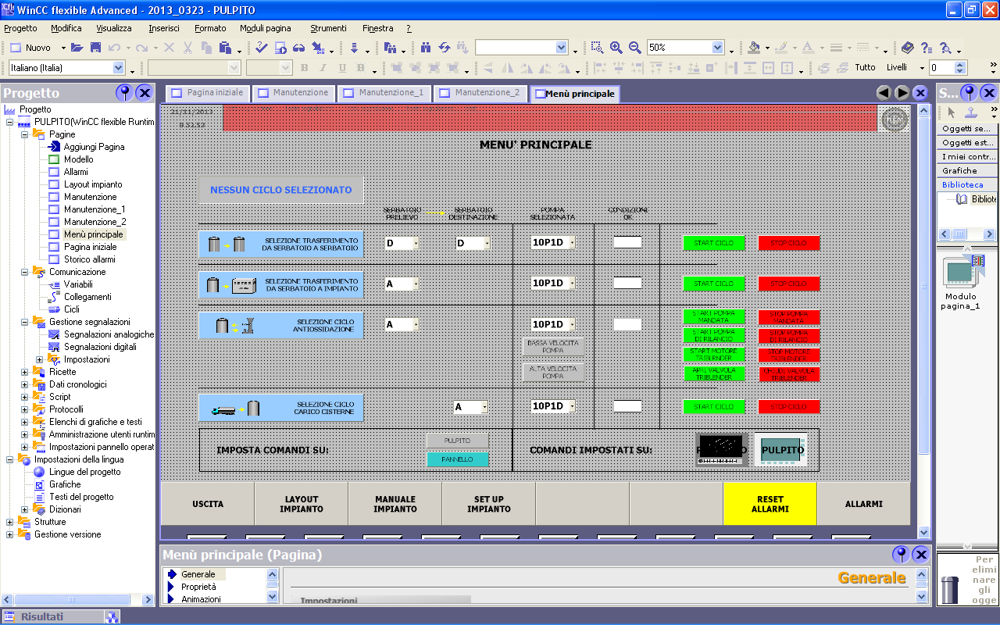 WinCC flexible Advanced - 2013_0323 - PULPITO
Progetto Modifica Visualizza Inserisci Formato Moduli pagina Strumenti Finestra ?
Nuovo 50%
Italiano (Italia) B I U B Tutto Livelli 0
Progetto
Progetto
PULPITO(WinCC flexible Runtim
Pagine
Aggiungi Pagina
Modello
Allarmi
Layout impianto
Manutenzione
Manutenzione_1
Manutenzione_2
Menù principale
Pagina iniziale
Storico allarmi
Comunicazione
Variabili
Collegamenti
Cicli
Gestione segnalazioni
Segnalazioni analogiche
Segnalazioni digitali
Impostazioni
Ricette
Dati cronologici
Script
Protocolli
Elenchi di grafiche e testi
Amministrazione utenti runtim
Impostazioni pannello operat
Impostazioni della lingua
Lingue del progetto
Grafiche
Testi del progetto
Dizionari
Strutture
Gestione versione
Risultati
Pagina iniziale Manutenzione Manutenzione_1 Manutenzione_2 Menù principale
21/11/2013
9.52.52
MENU' PRINCIPALE
NESSUN CICLO SELEZIONATO
SERBATOIO PRELIEVO SERBATOIO DESTINAZIONE POMPA SELEZIONATA CONDIZIONI OK
SELEZIONE TRASFERIMENTO
DA SERBATOIO A SERBATOIO
D D 10P1D START CICLO STOP CICLO
SELEZIONE TRASFERIMENTO
DA SERBATOIO A IMPIANTO
A 10P1D START CICLO STOP CICLO
SELEZIONE CICLO
ANTIOSSIDAZIONE
A 10P1D
BASSA VELOCITA
POMPA
ALTA VELOCITA
POMPA
START POMPA
MANDATA
STOP POMPA
MANDATA
START POMPA
DI RILANCIO
STOP POMPA
DI RILANCIO
START MOTORE
TRIBLENDER
STOP MOTORE
TRIBLENDER
APRI VALVOLA
TRIBLENDER
CHIUDI VALVOLA
TRIBLENDER
SELEZIONE CICLO
CARICO CISTERNE
A 10P1D START CICLO STOP CICLO
IMPOSTA COMANDI SU:
PULPITO
PANNELLO
COMANDI IMPOSTATI SU:
PULPITO
USCITA
LAYOUT
IMPIANTO
MANUALE
IMPIANTO
SET UP
IMPIANTO
RESET
ALLARMI
ALLARMI
Menù principale (Pagina)
Generale
Proprietà
Animazioni
Generale
Impostazioni
S...
Oggetti se...
Oggetti est...
I miei contr...
Grafiche
Biblioteca
Bibliote
Modulo
pagina_1
Per
elimi
nare
gli
ogge